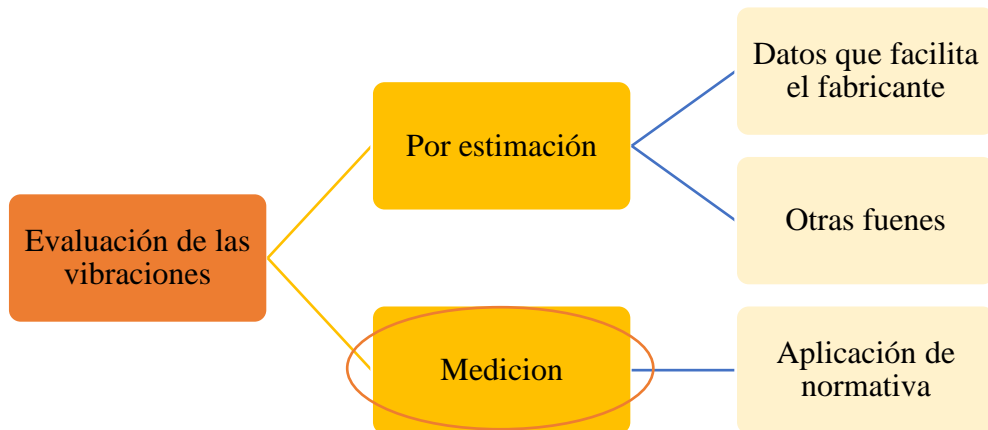 Evaluación de las
vibraciones
Por estimación
Datos que facilita
el fabricante
Otras fuenes
Medicion
Aplicación de
normativa